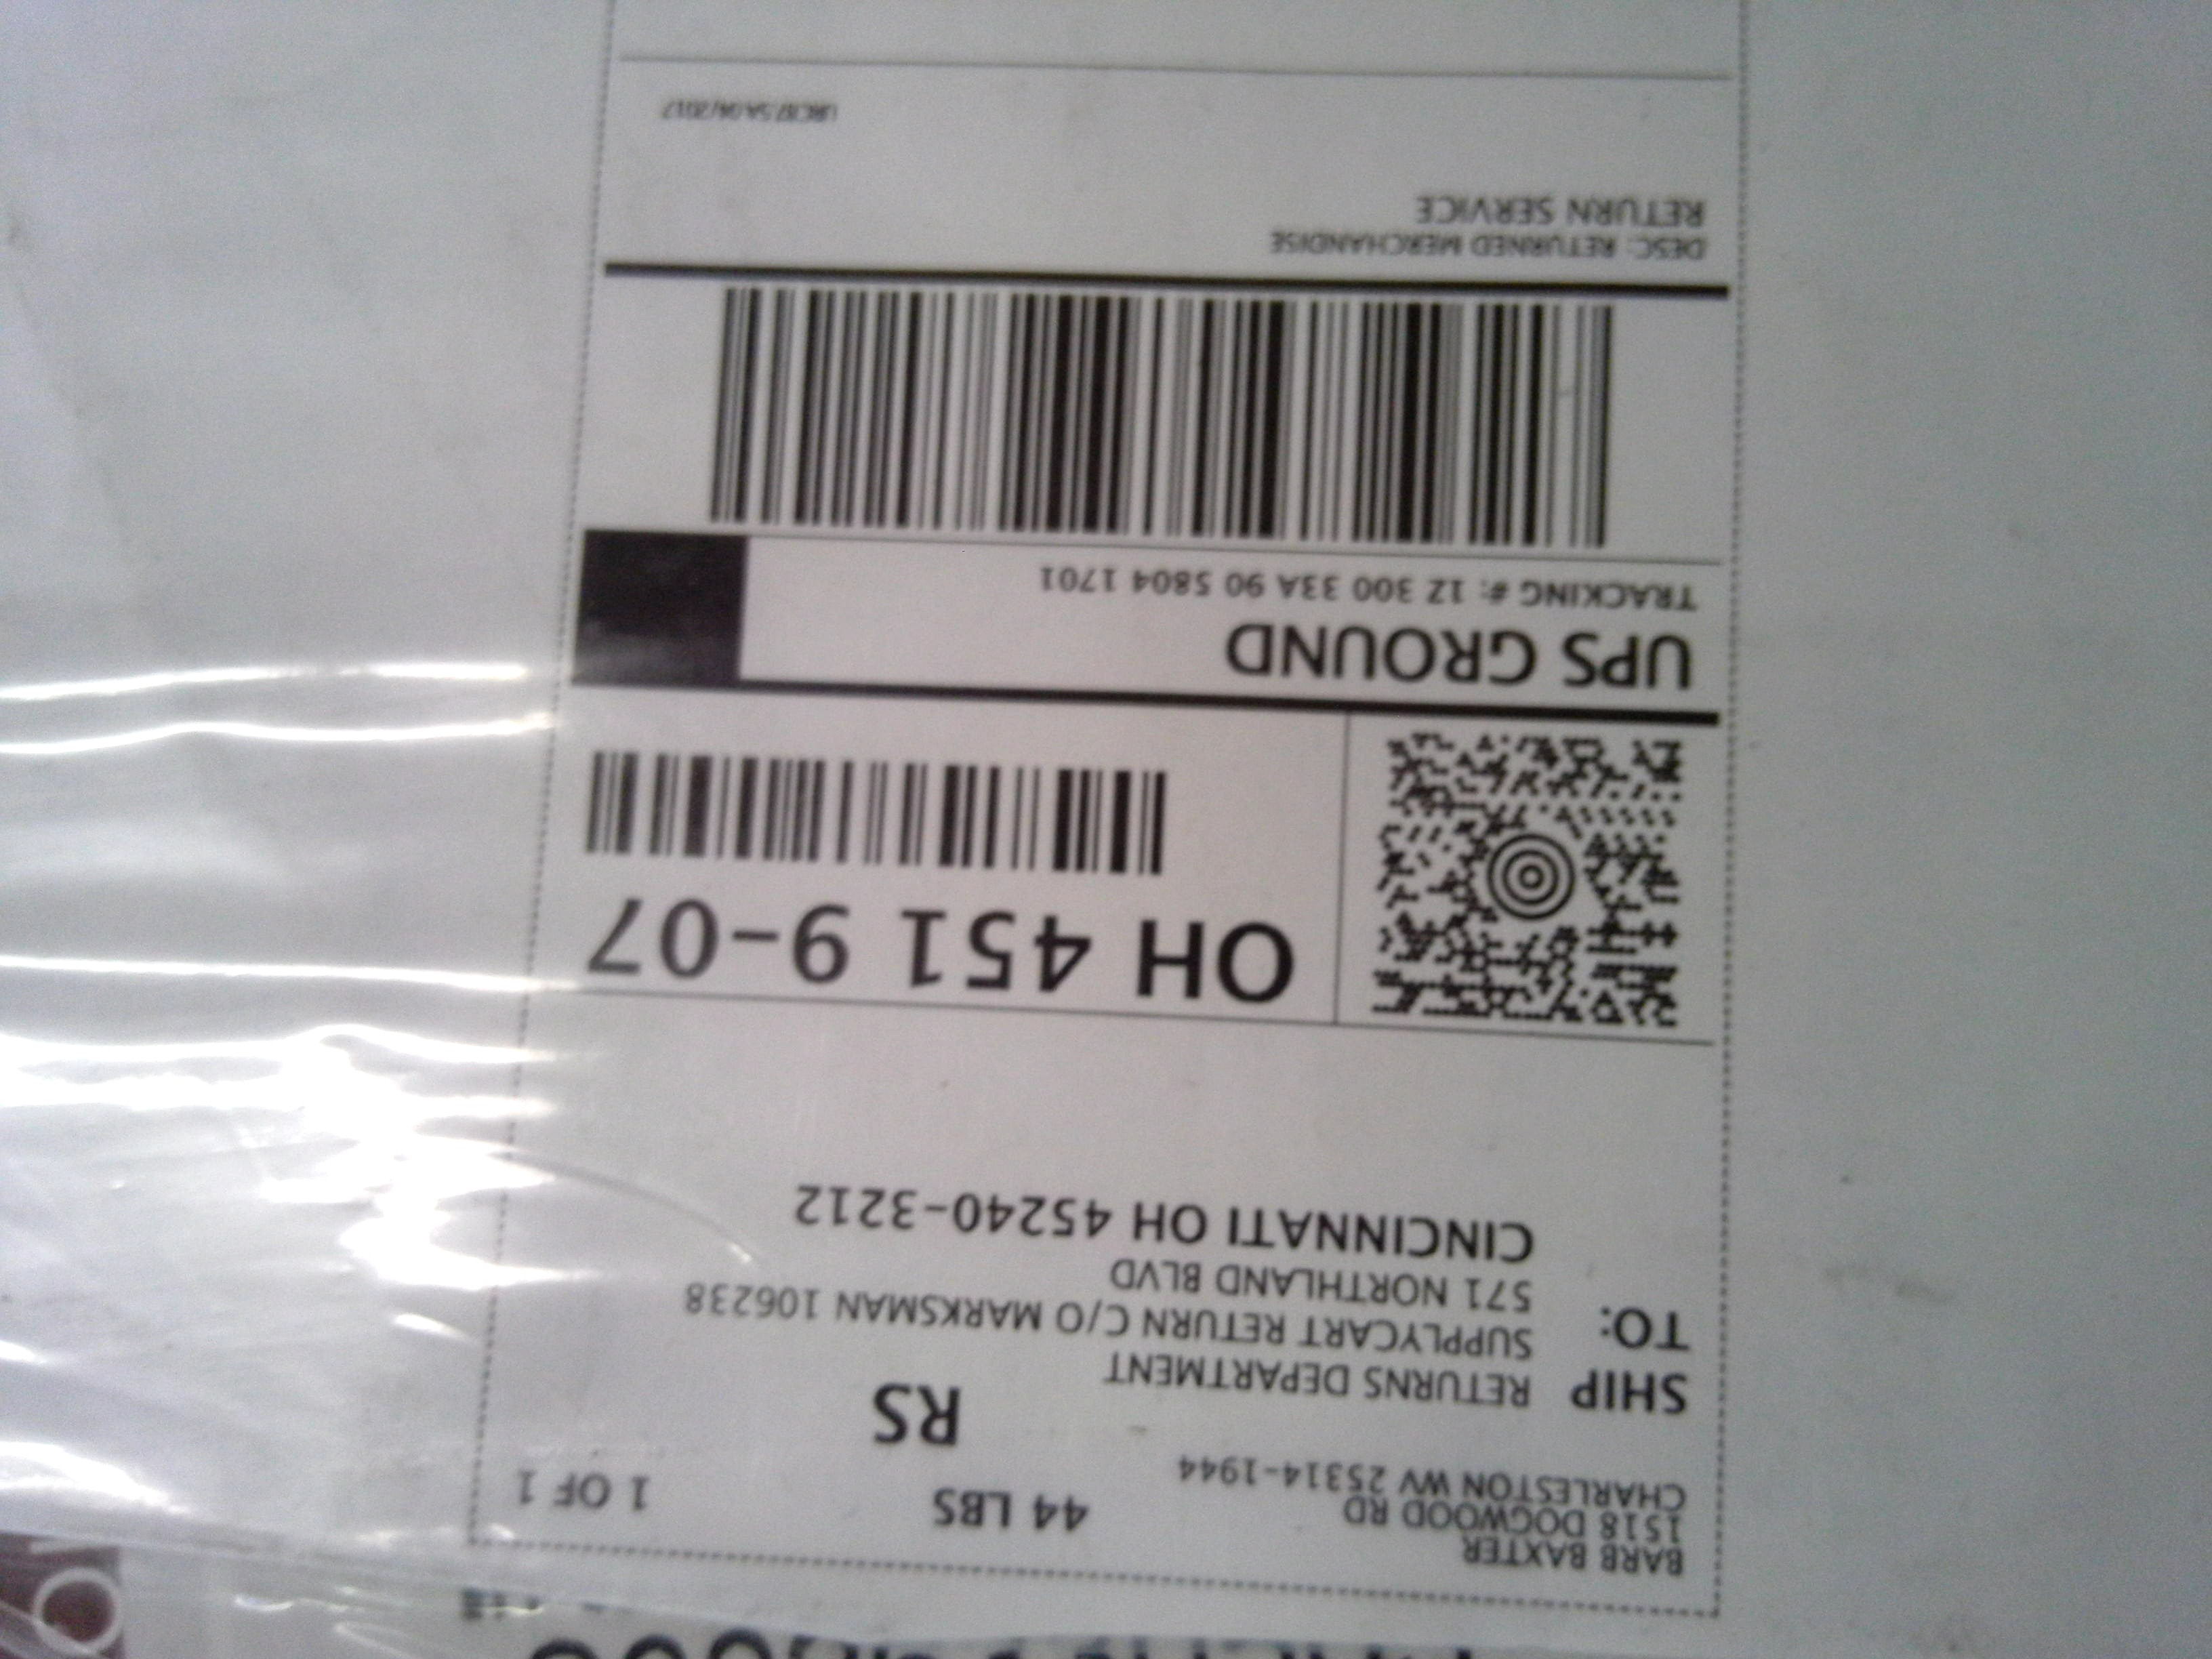 BARB BAXTER
1518 DOGWOOD RD
CHARLESTON WV 25314-1944
44 LBS
1 OF 1
RS
SHIP
TO:
RETURNS DEPARTMENT
SUPPLYCART RETURN C/O MARKSMAN 106238
571 NORTHLAND BLVD
CINCINNATI OH 45240-3212
OH 451 9-07
UPS GROUND
TRACKING #: 1Z 300 33A 90 5804 1701
DESC: RETURNED MERCHANDISE
RETURN SERVICE